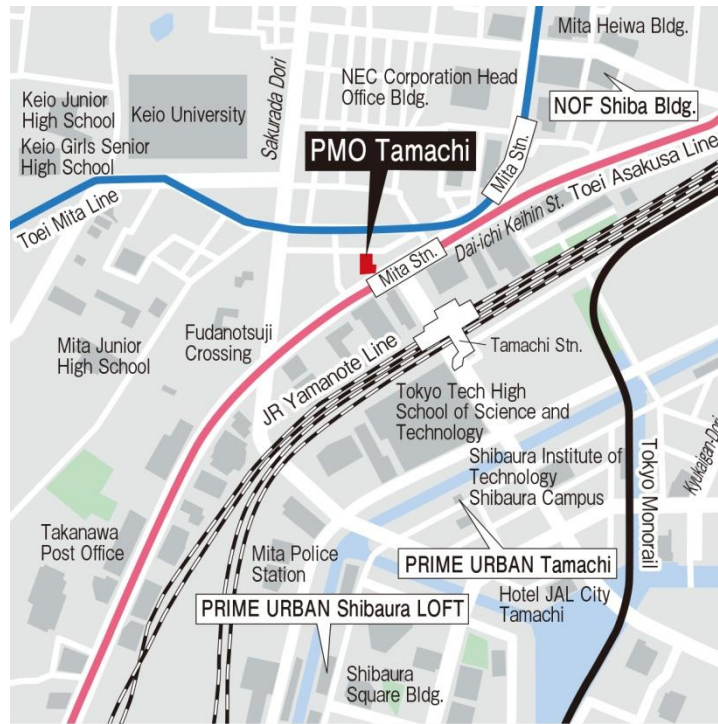 Mita Heiwa Bldg.
NEC Corporation Head
Office Bldg.
Keio Junior
High School
Keio Girls Senior
High School
Keio University
Sakurada Dori
NOF Shiba Bldg.
PMO Tamachi
Mita Stn.
Toei Asakusa Line
Toei Mita Line
Dai-ichi Keihin St.
Mita Stn.
Fudanotsuji
Crossing
Mita Junior
High School
JR Yamanote Line
Tamachi Stn.
Tokyo Tech High
School of Science and
Technology
Shibaura Institute of
Technology
Shibaura Campus
Tokyo Monorail
Kyukaigan-Dori
Takanawa
Post Office
Mita Police
Station
PRIME URBAN Tamachi
Hotel JAL City
Tamachi
PRIME URBAN Shibaura LOFT
Shibaura
Square Bldg.